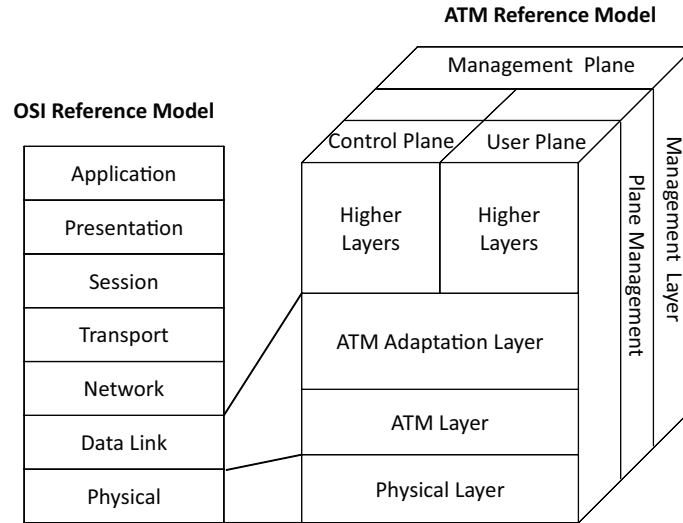 ATM Reference Model
Management Plane
OSI Reference Model
Control Plane
User Plane
Application
Presentation
Session
Transport
Network
Data Link
Physical
Higher
Layers
Higher
Layers
ATM Adaptation Layer
ATM Layer
Physical Layer
Plane Management
Management Layer